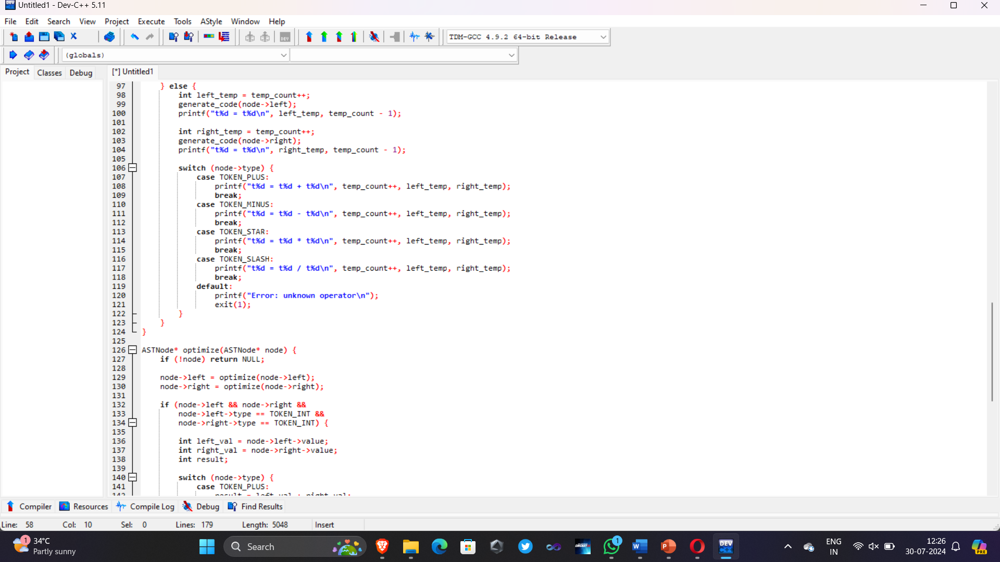 Untitled1 - Dev-C++ 5.11
File Edit Search View Project Execute Tools AStyle Window Help
TDM-GCC 4.9.2 64-bit Release
(globals)
Project Classes Debug [*] Untitled1
97     } else {
98         int left_temp = temp_count++;
99         generate_code(node->left);
100         printf("t%d = t%d\n", left_temp, temp_count - 1);
101
102         int right_temp = temp_count++;
103         generate_code(node->right);
104         printf("t%d = t%d\n", right_temp, temp_count - 1);
105
106         switch (node->type) {
107             case TOKEN_PLUS:
108                 printf("t%d = t%d + t%d\n", temp_count++, left_temp, right_temp);
109                 break;
110             case TOKEN_MINUS:
111                 printf("t%d = t%d - t%d\n", temp_count++, left_temp, right_temp);
112                 break;
113             case TOKEN_STAR:
114                 printf("t%d = t%d * t%d\n", temp_count++, left_temp, right_temp);
115                 break;
116             case TOKEN_SLASH:
117                 printf("t%d = t%d / t%d\n", temp_count++, left_temp, right_temp);
118                 break;
119             default:
120                 printf("Error: unknown operator\n");
121                 exit(1);
122         }
123     }
124 }
125
126 ASTNode* optimize(ASTNode* node) {
127     if (!node) return NULL;
128
129     node->left = optimize(node->left);
130     node->right = optimize(node->right);
131
132     if (node->left && node->right &&
133         node->left->type == TOKEN_INT &&
134         node->right->type == TOKEN_INT) {
135
136         int left_val = node->left->value;
137         int right_val = node->right->value;
138         int result;
139
140         switch (node->type) {
141             case TOKEN_PLUS:
142                 result = left_val + right_val;
Compiler Resources Compile Log Debug Find Results
Line: 58 Col: 10 Sel: 0 Lines: 179 Length: 5048 Insert
1 34°C
Partly sunny
Search
CRICKET
1
W
P
DEV C++
ENG
IN
12:26
30-07-2024
PRE